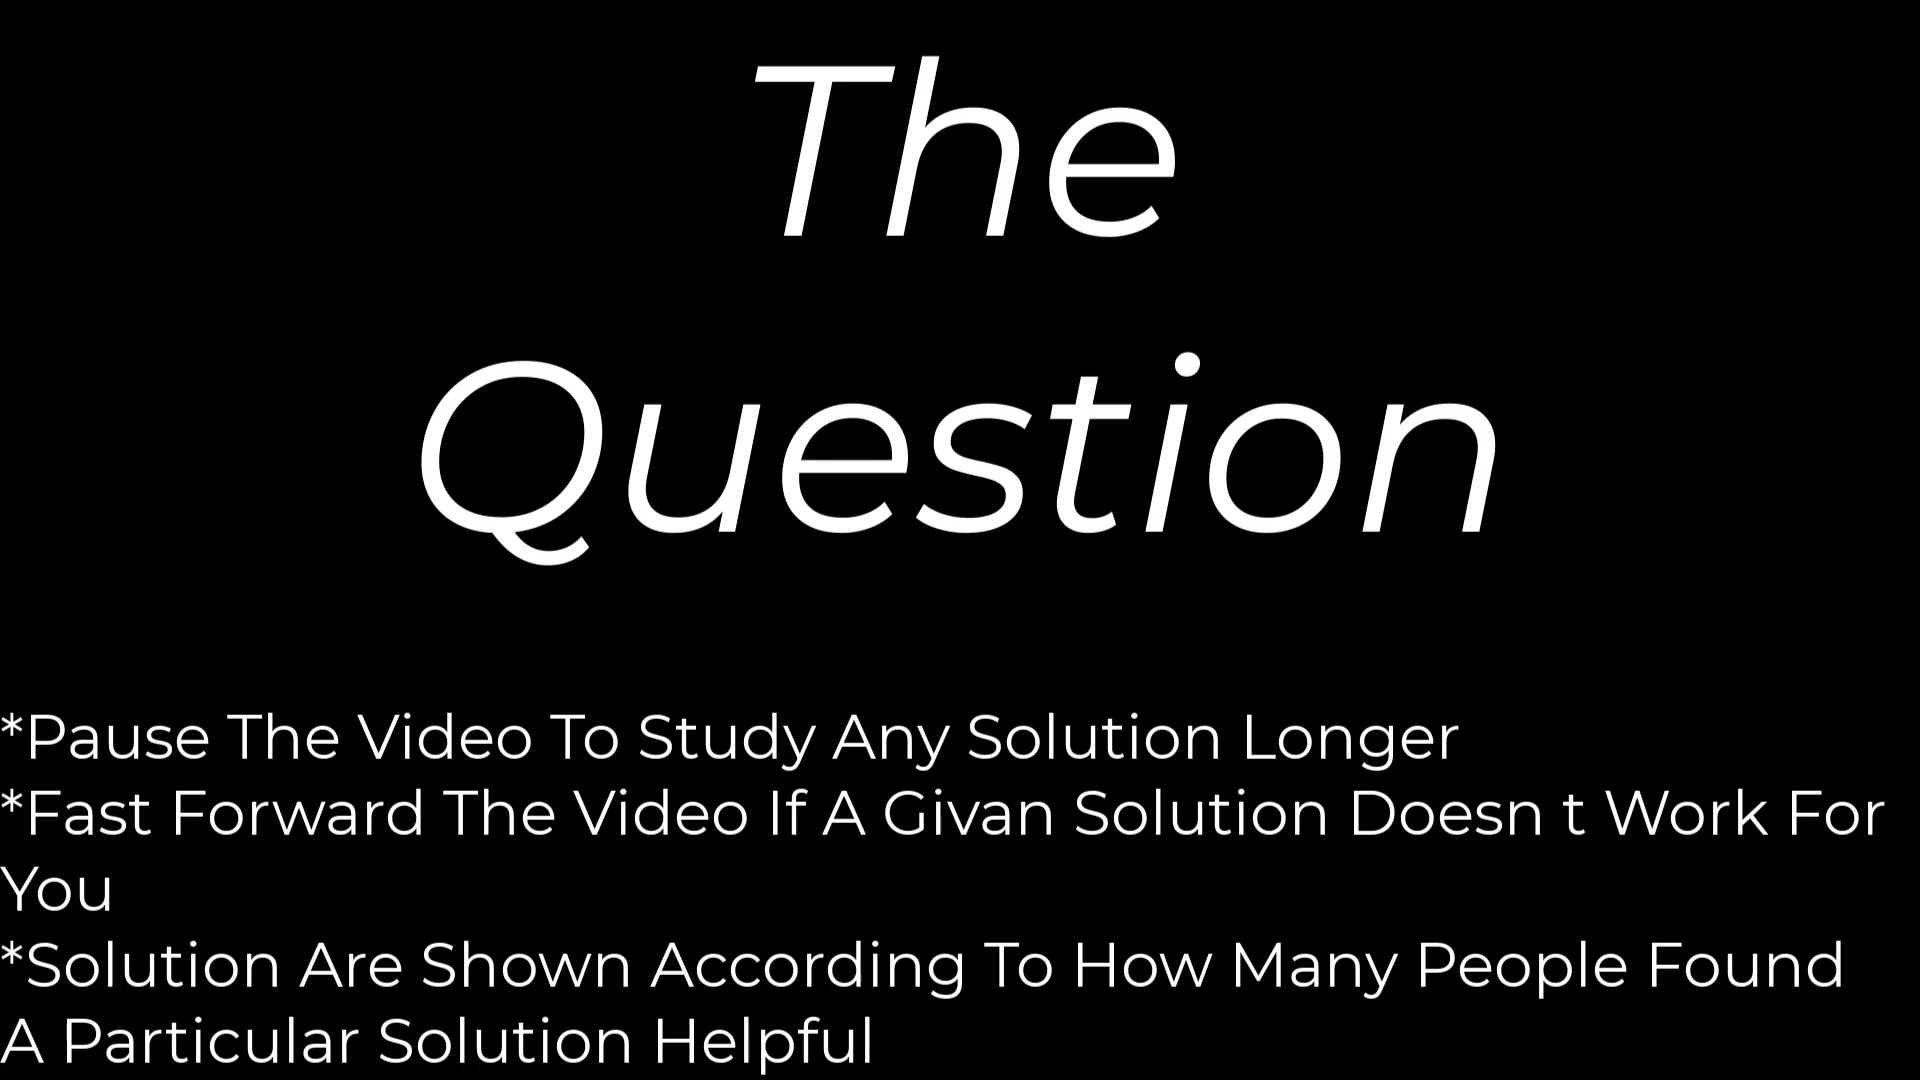 The
Question
*Pause The Video To Study Any Solution Longer
*Fast Forward The Video If A Givan Solution Doesn t Work For
You
*Solution Are Shown According To How Many People Found
A Particular Solution Helpful